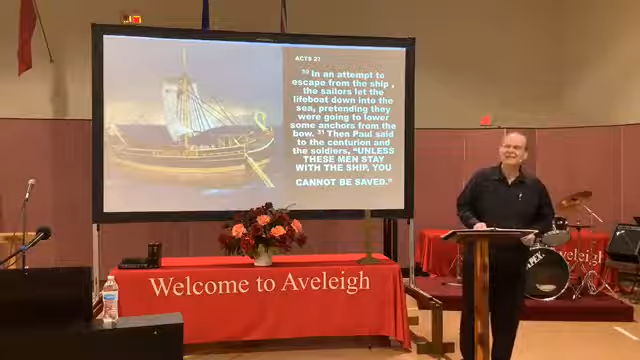 ACTS 27
30 In an attempt to
escape from the ship ,
the sailors let the
lifeboat down into the
sea, pretending they
were going to lower
some anchors from the
bow. 31 Then Paul said
to the centurion and
the soldiers, "UNLESS
THESE MEN STAY
WITH THE SHIP, YOU
CANNOT BE SAVED."
Welcome to Aveleigh
veleigh